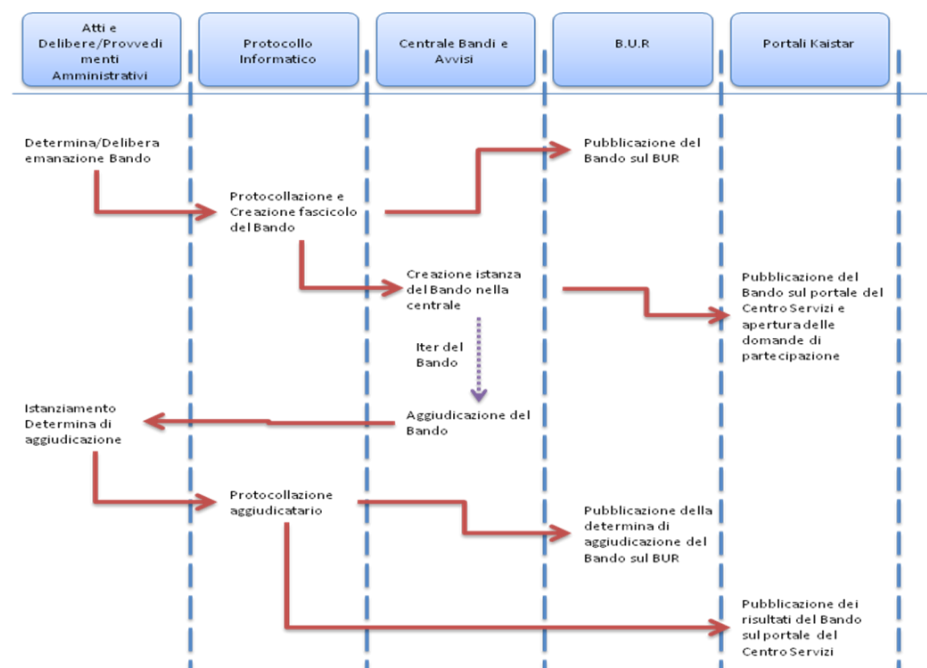 Atti e
Delibere/Provvedi
menti
Amministrativi
Protocollo
Informatico
Centrale Bandi e
Avvisi
B.U.R
Portali Kaistar
Determina/Delibera
emanazione Bando
Pubblicazione del
Bando sul BUR
Protocollazione e
Creazione fascicolo
del Bando
Creazione istanza
del Bando nella
centrale
Pubblicazione del
Bando sul portale del
Centro Servizi e
apertura delle
domande di
partecipazione
Iter del
Bando
Istanziamento
Determina di
aggiudicazione
Aggiudicazione del
Bando
Protocollazione
aggiudicatario
Pubblicazione della
determina di
aggiudicazione del
Bando sul BUR
Pubblicazione dei
risultati del Bando
sul portale del
Centro Servizi